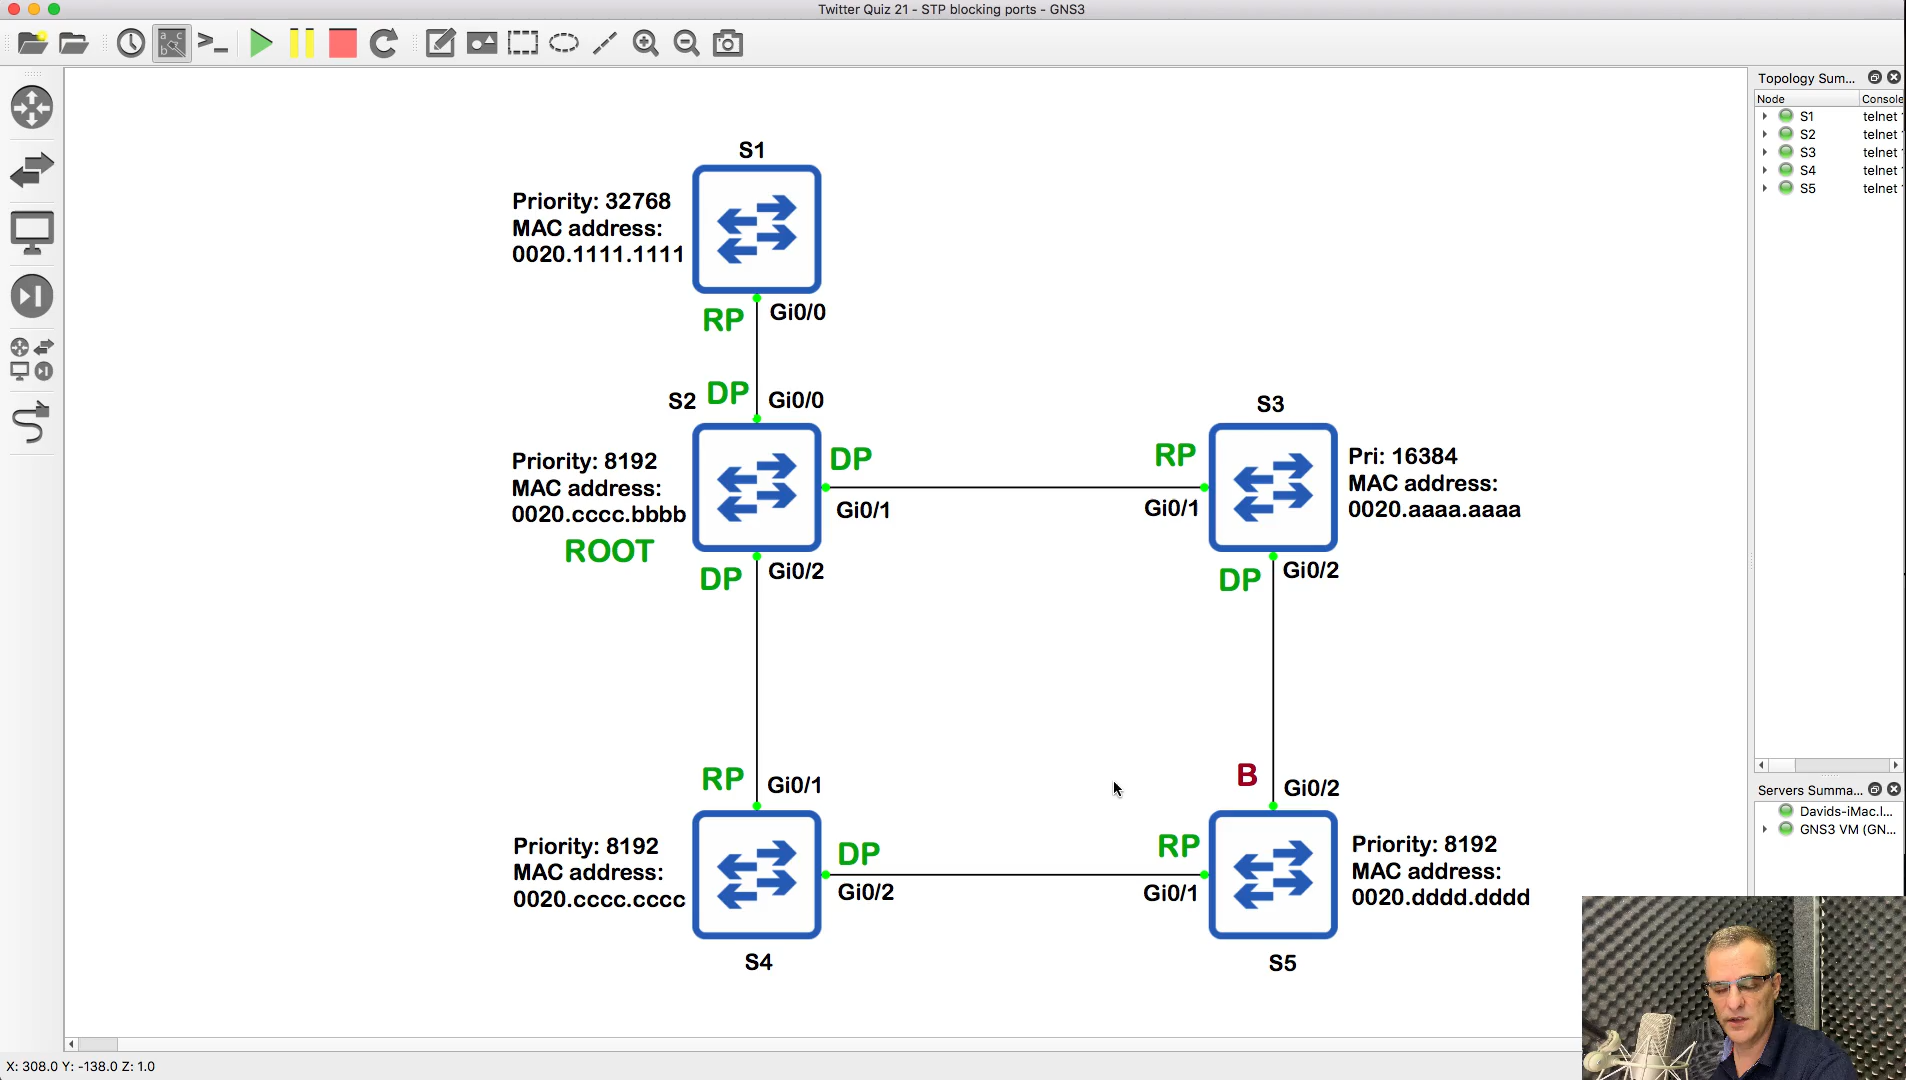 Twitter Quiz 21 - STP blocking ports - GNS3
Topology Sum...
Node Console
S1 telnet
S2 telnet
S3 telnet
S4 telnet
S5 telnet
S1
Priority: 32768
MAC address:
0020.1111.1111
RP Gi0/0
S2 DP Gi0/0
Priority: 8192
MAC address:
0020.cccc.bbbb
ROOT
DP
Gi0/1
DP Gi0/2
S3
RP
Gi0/1
Pri: 16384
MAC address:
0020.aaaa.aaaa
DP Gi0/2
RP Gi0/1
Priority: 8192
MAC address:
0020.cccc.cccc
DP
Gi0/2
S4
B Gi0/2
RP
Gi0/1
Priority: 8192
MAC address:
0020.dddd.dddd
S5
Servers Summa...
Davids-iMac.l...
GNS3 VM (GN...
X: 308.0 Y: -138.0 Z: 1.0